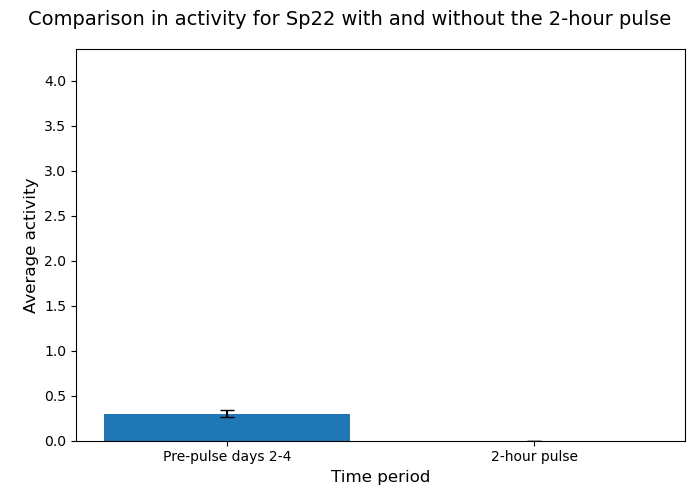 Comparison in activity for Sp22 with and without the 2-hour pulse
4.0
3.5
3.0
2.5
2.0
1.5
1.0
0.5
0.0
Average activity
Pre-pulse days 2-4
2-hour pulse
Time period